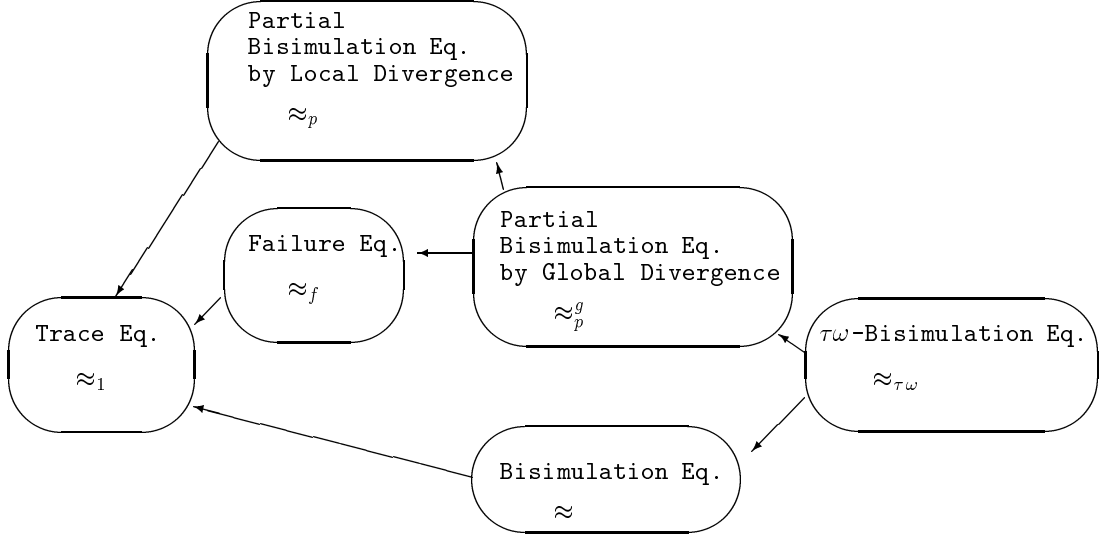 Partial
Bisimulation Eq.
by Local Divergence
≈p
Partial
Bisimulation Eq.
by Global Divergence
≈p^g
Failure Eq.
≈f
Trace Eq.
≈1
τω-Bisimulation Eq.
≈τω
Bisimulation Eq.
≈